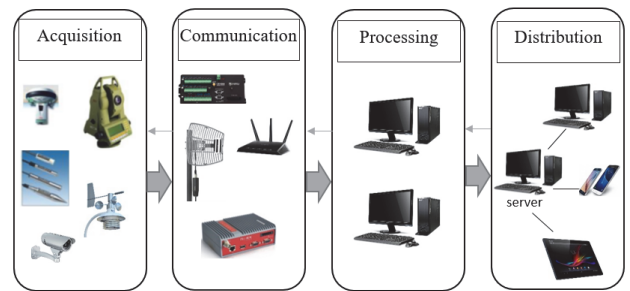 Acquisition
Communication
Processing
Distribution
server